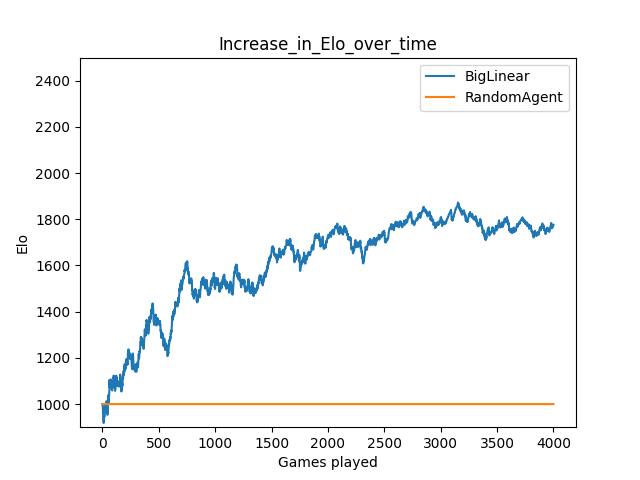 Increase_in_Elo_over_time
BigLinear
RandomAgent
2400
2200
2000
1800
1600
1400
1200
1000
Elo
0 500 1000 1500 2000 2500 3000 3500 4000
Games played